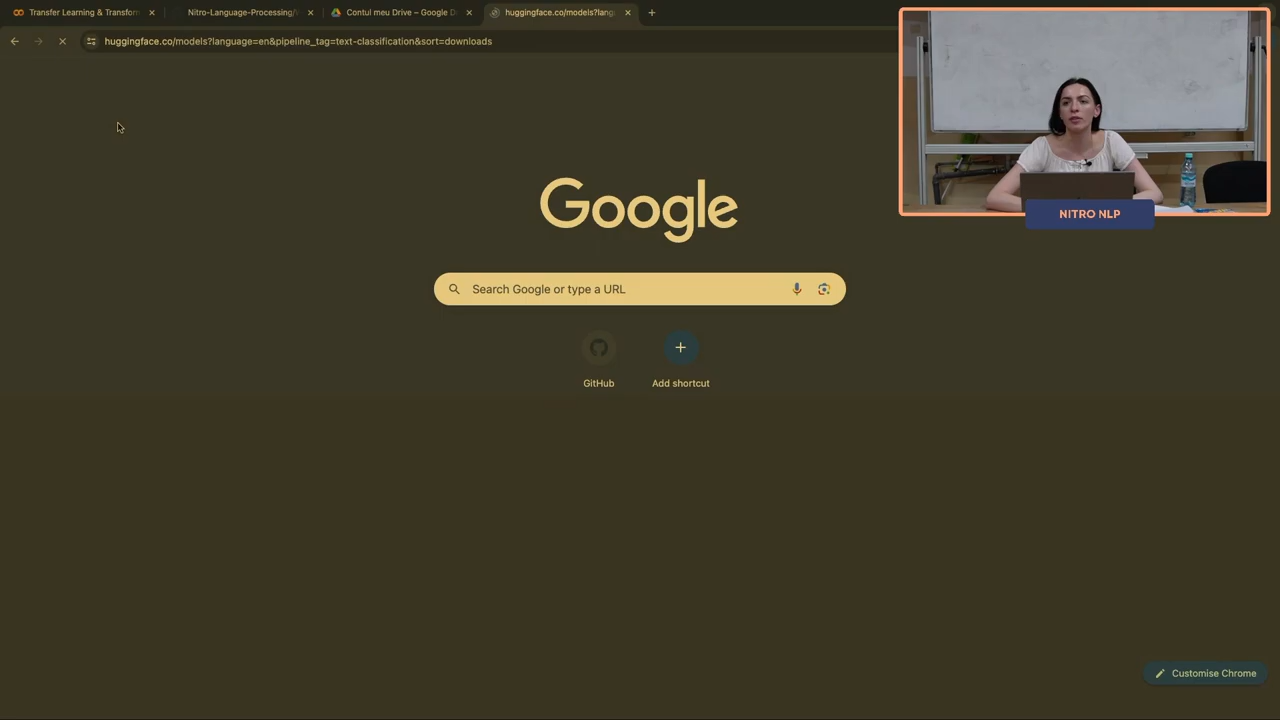 Transfer Learning & Transform
Nitro-Language-Processing/
Contul meu Drive – Google D
huggingface.co/models?lang
huggingface.co/models?language=en&pipeline_tag=text-classification&sort=downloads
NITRO NLP
Google
Search Google or type a URL
GitHub
Add shortcut
Customise Chrome